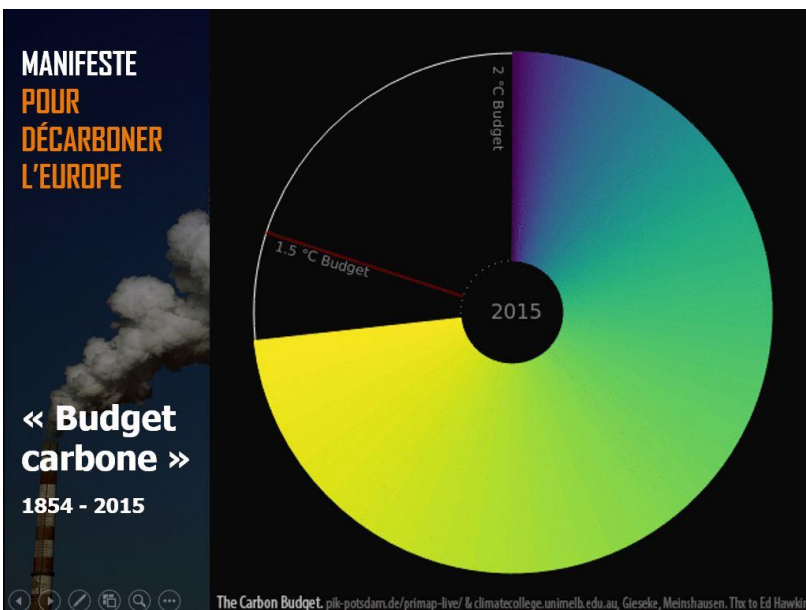 MANIFESTE
POUR
DÉCARBONER
L'EUROPE
« Budget
carbone »
1854 - 2015
2 °C Budget
1.5 °C Budget
2015
The Carbon Budget. pik-potsdam.de/primap-live/ & climatecollege.unimelb.edu.au, Gieseke, Meinshausen. Thx to Ed Hawkin